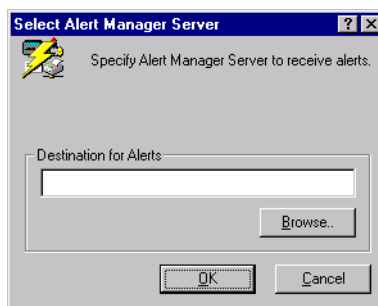 Select Alert Manager Server
Specify Alert Manager Server to receive alerts.
Destination for Alerts
Browse..
OK
Cancel